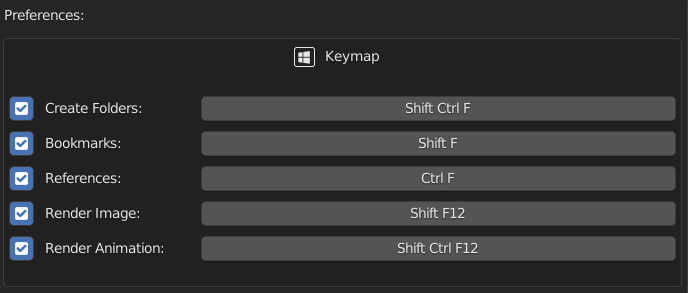 Preferences:
Keymap
Create Folders: Shift Ctrl F
Bookmarks: Shift F
References: Ctrl F
Render Image: Shift F12
Render Animation: Shift Ctrl F12